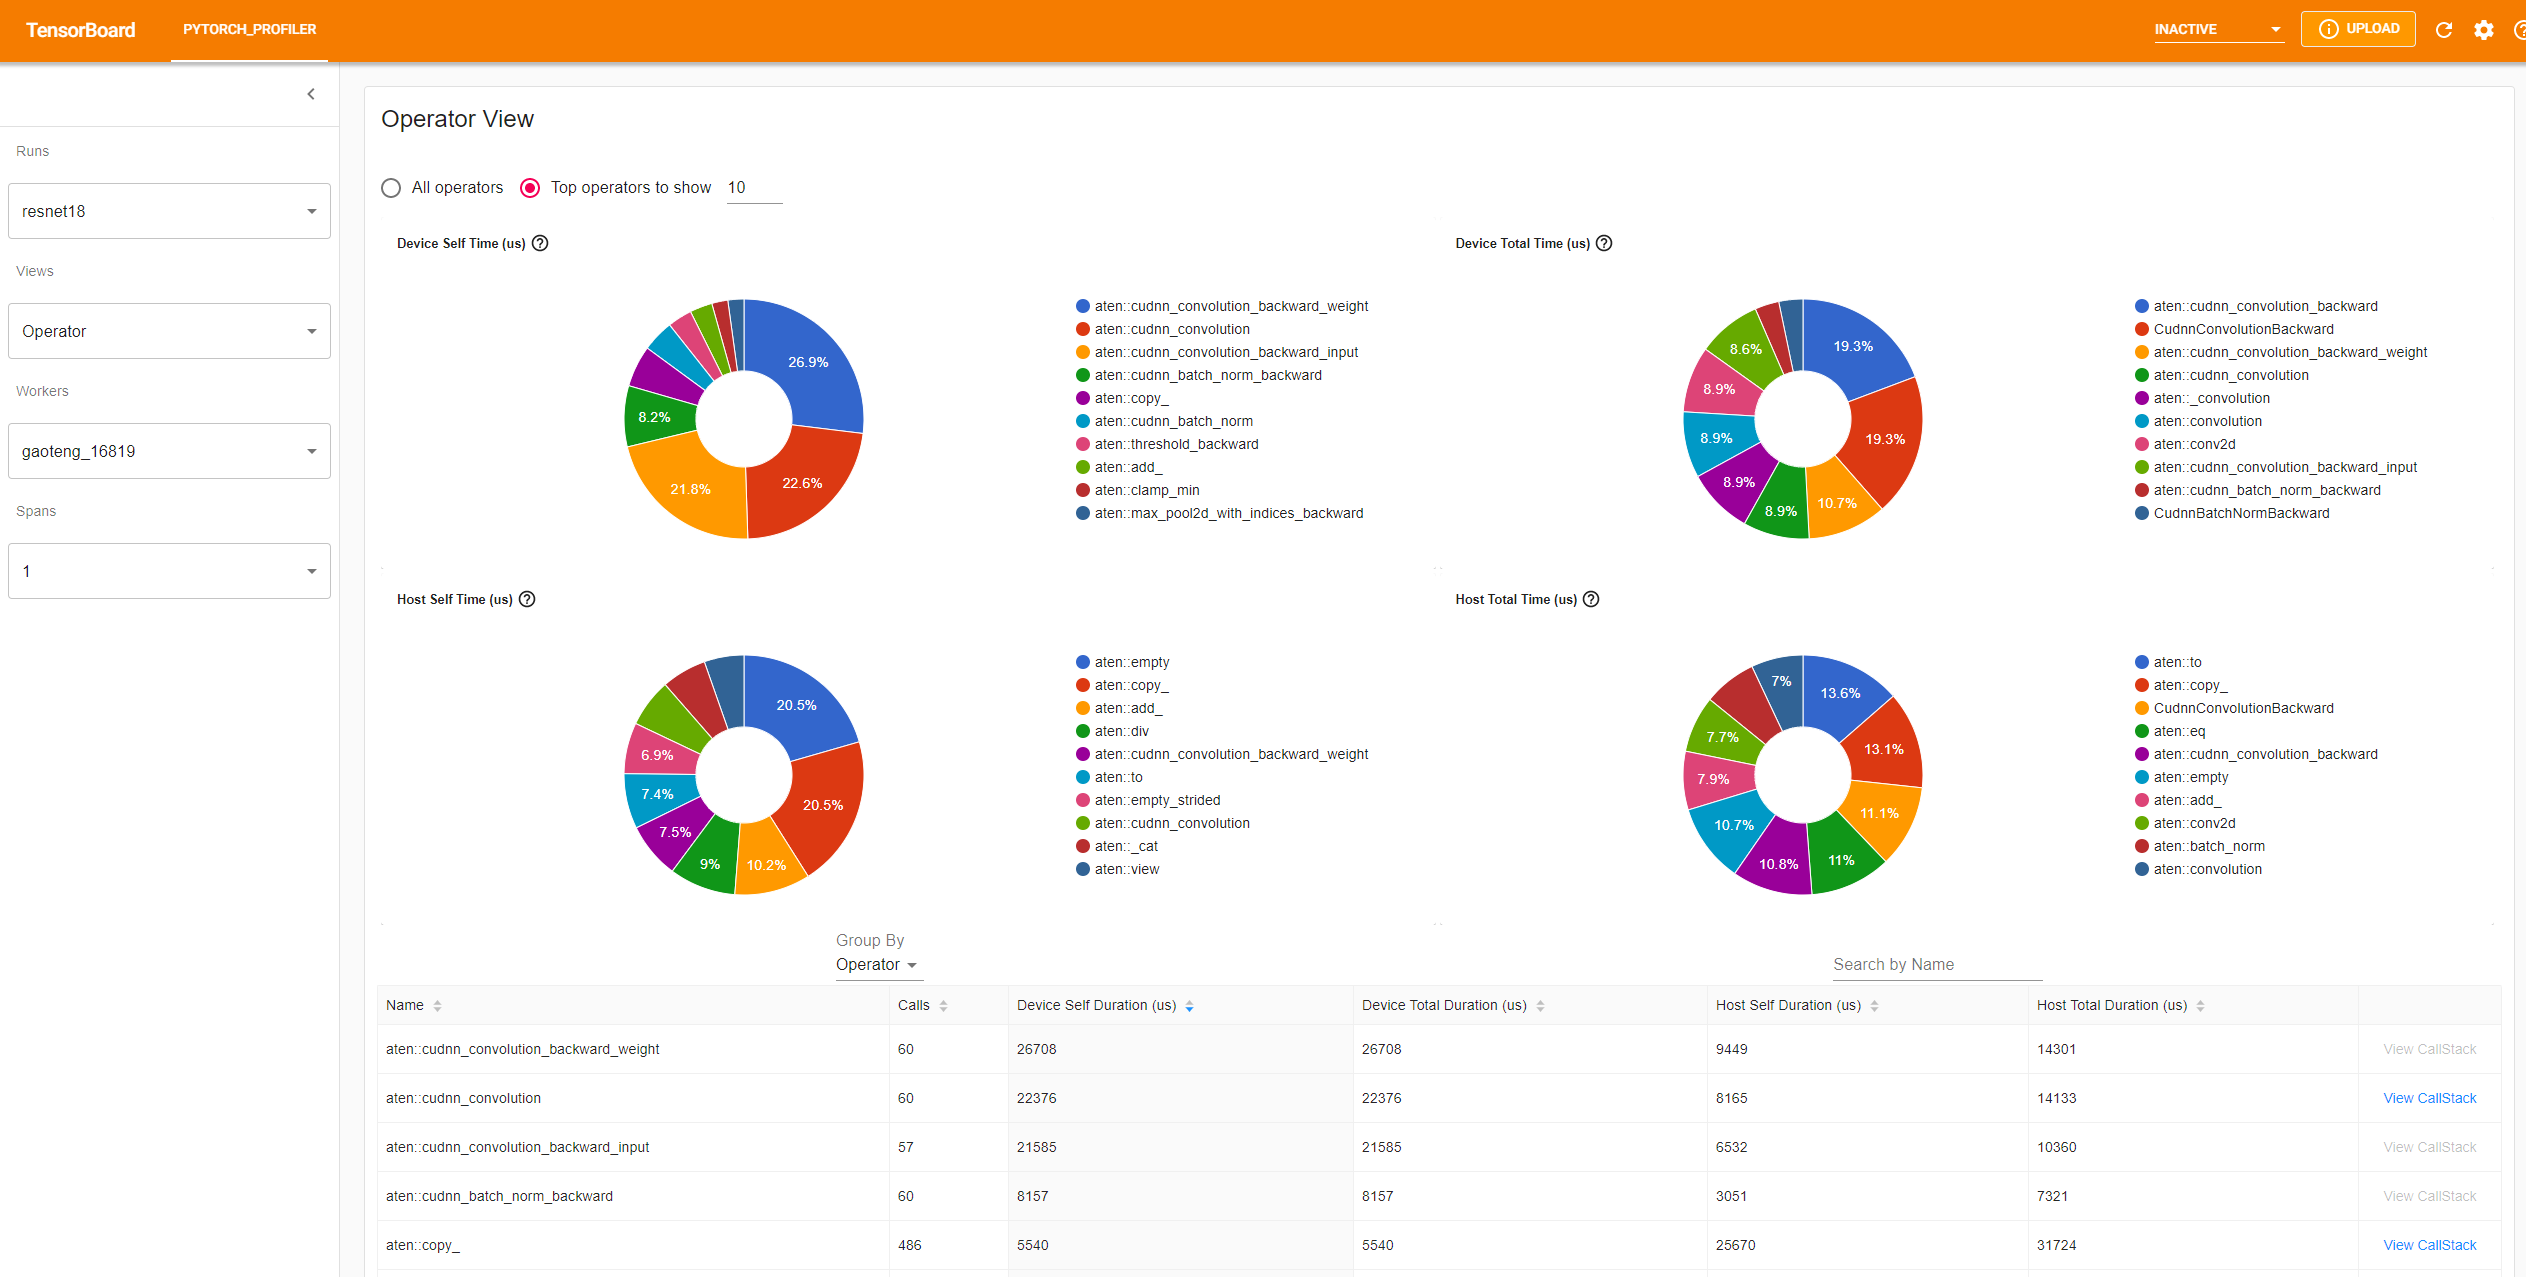 TensorBoard
PYTORCH_PROFILER
INACTIVE
UPLOAD
Runs
resnet18
Views
Operator
Workers
gaoteng_16819
Spans
1
Operator View
All operators
Top operators to show
10
Device Self Time (us)
26.9%
22.6%
21.8%
8.2%
aten::cudnn_convolution_backward_weight
aten::cudnn_convolution
aten::cudnn_convolution_backward_input
aten::cudnn_batch_norm_backward
aten::copy_
aten::cudnn_batch_norm
aten::threshold_backward
aten::add_
aten::clamp_min
aten::max_pool2d_with_indices_backward
Device Total Time (us)
19.3%
19.3%
10.7%
8.9%
8.9%
8.9%
8.9%
8.6%
aten::cudnn_convolution_backward
CudnnConvolutionBackward
aten::cudnn_convolution_backward_weight
aten::cudnn_convolution
aten::_convolution
aten::convolution
aten::conv2d
aten::cudnn_convolution_backward_input
aten::cudnn_batch_norm_backward
CudnnBatchNormBackward
Host Self Time (us)
20.5%
20.5%
10.2%
9%
7.5%
7.4%
6.9%
aten::empty
aten::copy_
aten::add_
aten::div
aten::cudnn_convolution_backward_weight
aten::to
aten::empty_strided
aten::cudnn_convolution
aten::_cat
aten::view
Host Total Time (us)
13.6%
13.1%
11.1%
11%
10.8%
10.7%
7.9%
7.7%
7%
aten::to
aten::copy_
CudnnConvolutionBackward
aten::eq
aten::cudnn_convolution_backward
aten::empty
aten::add_
aten::conv2d
aten::batch_norm
aten::convolution
Group By
Operator
Search by Name
Name Calls Device Self Duration (us) Device Total Duration (us) Host Self Duration (us) Host Total Duration (us)
aten::cudnn_convolution_backward_weight 60 26708 26708 9449 14301 View CallStack
aten::cudnn_convolution 60 22376 22376 8165 14133 View CallStack
aten::cudnn_convolution_backward_input 57 21585 21585 6532 10360 View CallStack
aten::cudnn_batch_norm_backward 60 8157 8157 3051 7321 View CallStack
aten::copy_ 486 5540 5540 25670 31724 View CallStack